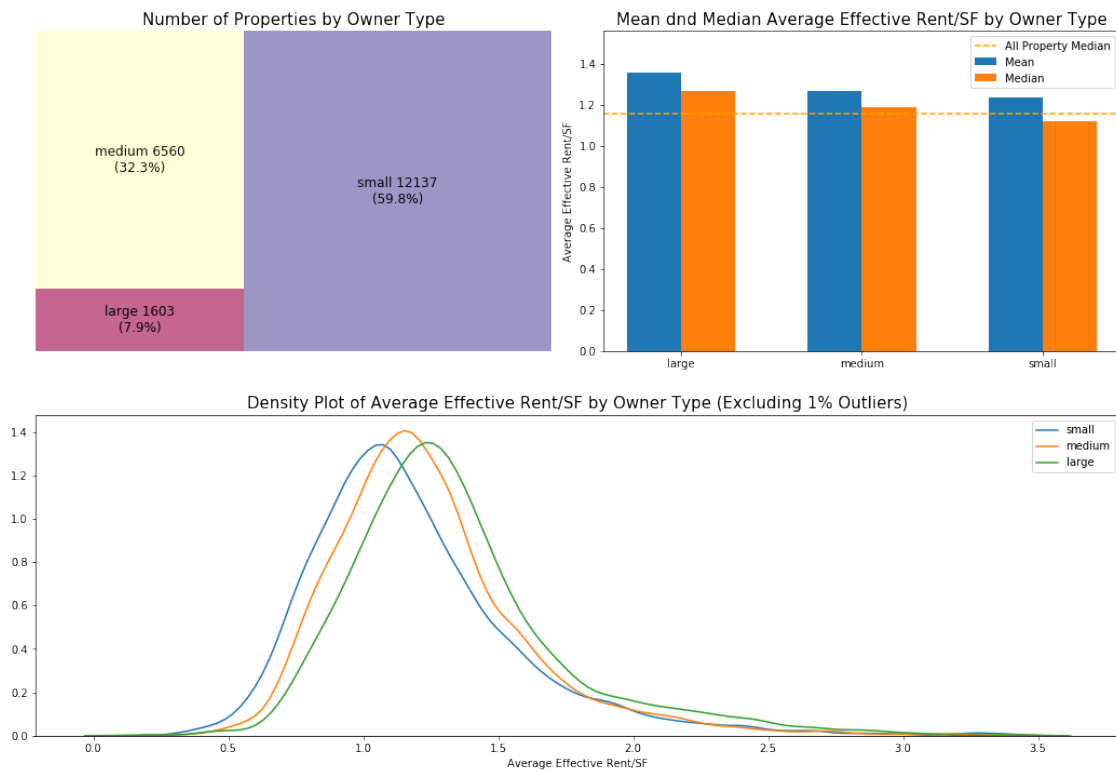 Number of Properties by Owner Type
medium 6560
(32.3%)
small 12137
(59.8%)
large 1603
(7.9%)
Mean dnd Median Average Effective Rent/SF by Owner Type
All Property Median
Mean
Median
Average Effective Rent/SF
1.4
1.2
1.0
0.8
0.6
0.4
0.2
0.0
large
medium
small
Density Plot of Average Effective Rent/SF by Owner Type (Excluding 1% Outliers)
small
medium
large
1.4
1.2
1.0
0.8
0.6
0.4
0.2
0.0
0.0
0.5
1.0
1.5
2.0
2.5
3.0
3.5
Average Effective Rent/SF